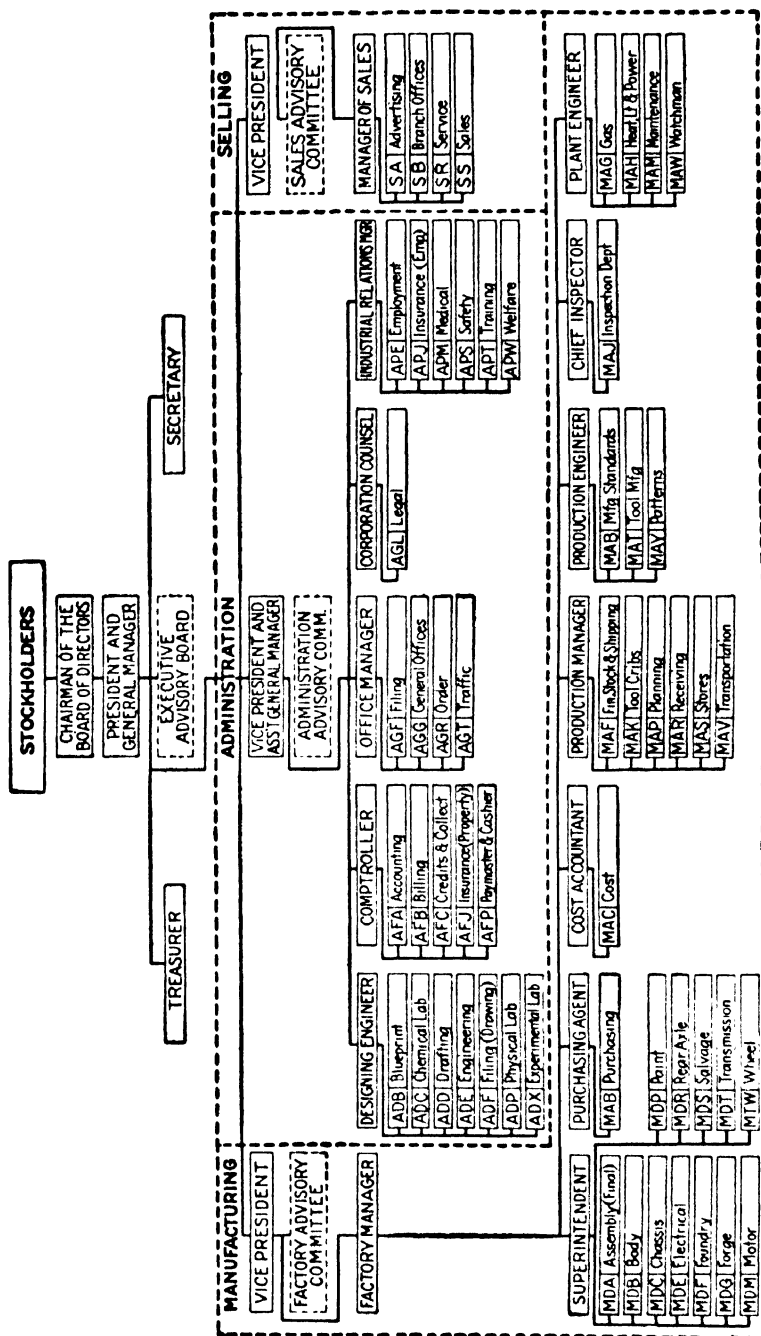 STOCKHOLDERS
CHAIRMAN OF THE
BOARD OF DIRECTORS
PRESIDENT AND
GENERAL MANAGER
TREASURER
EXECUTIVE
ADVISORY BOARD
SECRETARY
MANUFACTURING
VICE PRESIDENT
FACTORY ADVISORY
COMMITTEE
FACTORY MANAGER
ADMINISTRATION
VICE PRESIDENT AND
ASS'T GENERAL MANAGER
ADMINISTRATION
ADVISORY COMM.
SELLING
VICE PRESIDENT
SALES ADVISORY
COMMITTEE
MANAGER OF SALES
SA Advertising
SB Branch Offices
SR Service
SS Sales
DESIGNING ENGINEER
ADB Blueprint
ADC Chemical Lab
ADD Drafting
ADE Engineering
ADF Filing (Drawing)
ADP Physical Lab
ADX Experimental Lab
COMPTROLLER
AFA Accounting
AFB Billing
AFC Credits & Collect
AFJ Insurance (Property)
AFP Paymaster & Cashier
OFFICE MANAGER
AGF Filing
AGG General Offices
AGR Order
AGT Traffic
CORPORATION COUNSEL
AGL Legal
INDUSTRIAL RELATIONS MGR
APE Employment
APJ Insurance (Emp)
APM Medical
APS Safety
APT Training
APW Welfare
SUPERINTENDENT
MDA Assembly (Final)
MDB Body
MDC Chassis
MDE Electrical
MDF Foundry
MDG Forge
MDM Motor
MDP Paint
MDR Rear Axle
MDS Salvage
MDT Transmission
MTW Wheel
PURCHASING AGENT
MAB Purchasing
COST ACCOUNTANT
MAC Cost
PRODUCTION MANAGER
MAF Fin. Stock & Shipping
MAK Tool Cribs
MAP Planning
MAR Receiving
MAS Stores
MAV Transportation
PRODUCTION ENGINEER
MAB Mfg Standards
MAT Tool Mfg
MAY Patterns
CHIEF INSPECTOR
MAJ Inspection Dept
PLANT ENGINEER
MAG Gas
MAH Heat, Lt & Power
MAM Maintenance
MAW Watchman